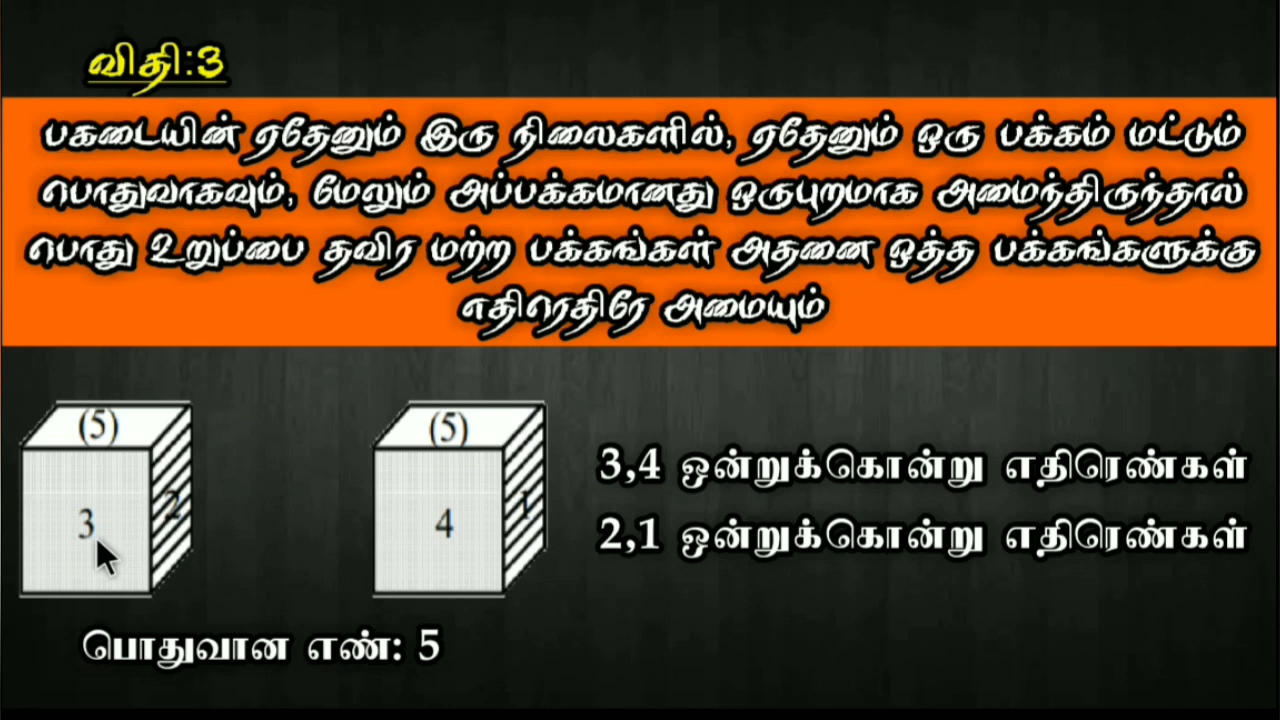 விதி:3
பகடையின் ஏதேனும் இரு நிலைகளில், ஏதேனும் ஒரு பக்கம் மட்டும்
பொதுவாகவும், மேலும் அப்பக்கமானது ஒருபுறமாக அமைந்திருந்தால்
பொது உறுப்பை தவிர மற்ற பக்கங்கள் அதனை ஒத்த பக்கங்களுக்கு
எதிரெதிரே அமையும்
(5)
3
2
(5)
4
1
3,4 ஒன்றுக்கொன்று எதிரெண்கள்
2,1 ஒன்றுக்கொன்று எதிரெண்கள்
பொதுவான எண்: 5